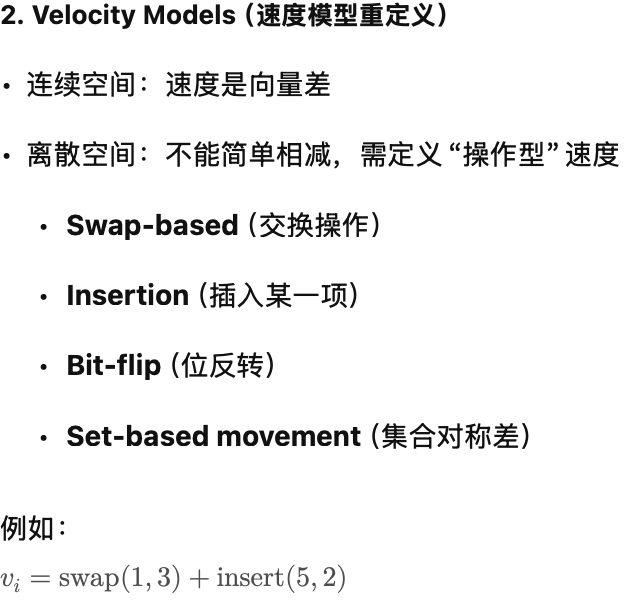 2. Velocity Models（速度模型重定义）
• 连续空间：速度是向量差
• 离散空间：不能简单相减，需定义“操作型”速度
• Swap-based（交换操作）
• Insertion（插入某一项）
• Bit-flip（位反转）
• Set-based movement（集合对称差）
例如：
v_i = swap(1, 3) + insert(5, 2)